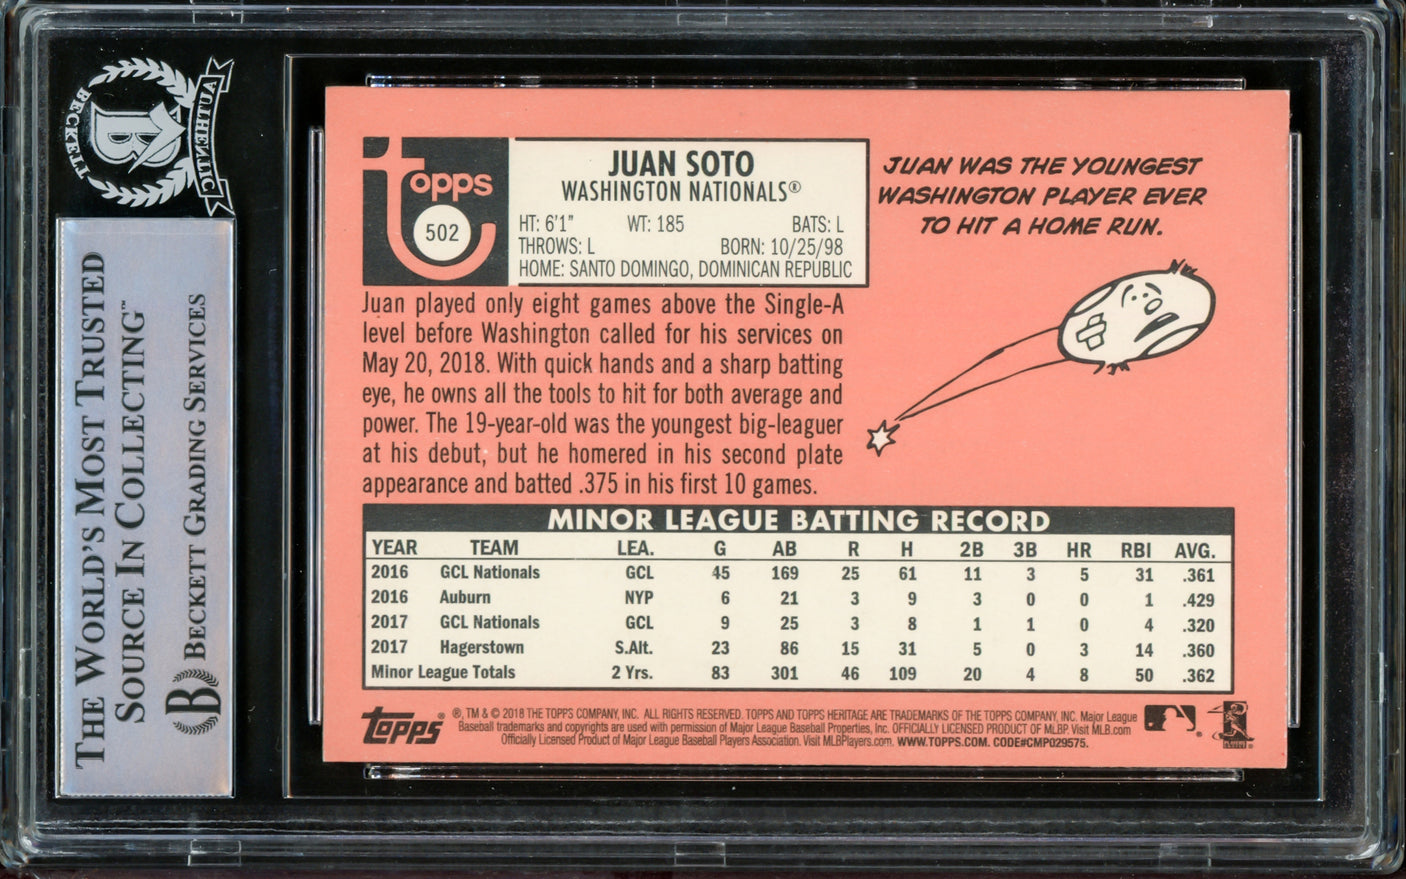 BECKETT
AUTHENTIC
B
THE WORLD'S MOST TRUSTED
SOURCE IN COLLECTING™
B BECKETT GRADING SERVICES
topps
502
JUAN SOTO
WASHINGTON NATIONALS®
HT: 6'1" WT: 185 BATS: L
THROWS: L BORN: 10/25/98
HOME: SANTO DOMINGO, DOMINICAN REPUBLIC
JUAN WAS THE YOUNGEST
WASHINGTON PLAYER EVER
TO HIT A HOME RUN.
Juan played only eight games above the Single-A
level before Washington called for his services on
May 20, 2018. With quick hands and a sharp batting
eye, he owns all the tools to hit for both average and
power. The 19-year-old was the youngest big-leaguer
at his debut, but he homered in his second plate
appearance and batted .375 in his first 10 games.
MINOR LEAGUE BATTING RECORD
YEAR TEAM LEA. G AB R H 2B 3B HR RBI AVG.
2016 GCL Nationals GCL 45 169 25 61 11 3 5 31 .361
2016 Auburn NYP 6 21 3 9 3 0 0 1 .429
2017 GCL Nationals GCL 9 25 3 8 1 1 0 4 .320
2017 Hagerstown S.Alt. 23 86 15 31 5 0 3 14 .360
Minor League Totals 2 Yrs. 83 301 46 109 20 4 8 50 .362
topps®
®, TM & © 2018 THE TOPPS COMPANY, INC. ALL RIGHTS RESERVED. TOPPS AND TOPPS HERITAGE ARE TRADEMARKS OF THE TOPPS COMPANY, INC. Major League
Baseball trademarks and copyrights are used with permission of Major League Baseball Properties, Inc. OFFICIALLY LICENSED PRODUCT OF MLBP. Visit MLB.com
Officially Licensed Product of Major League Baseball Players Association. Visit MLBPlayers.com. WWW.TOPPS.COM. CODE#CMP029575.